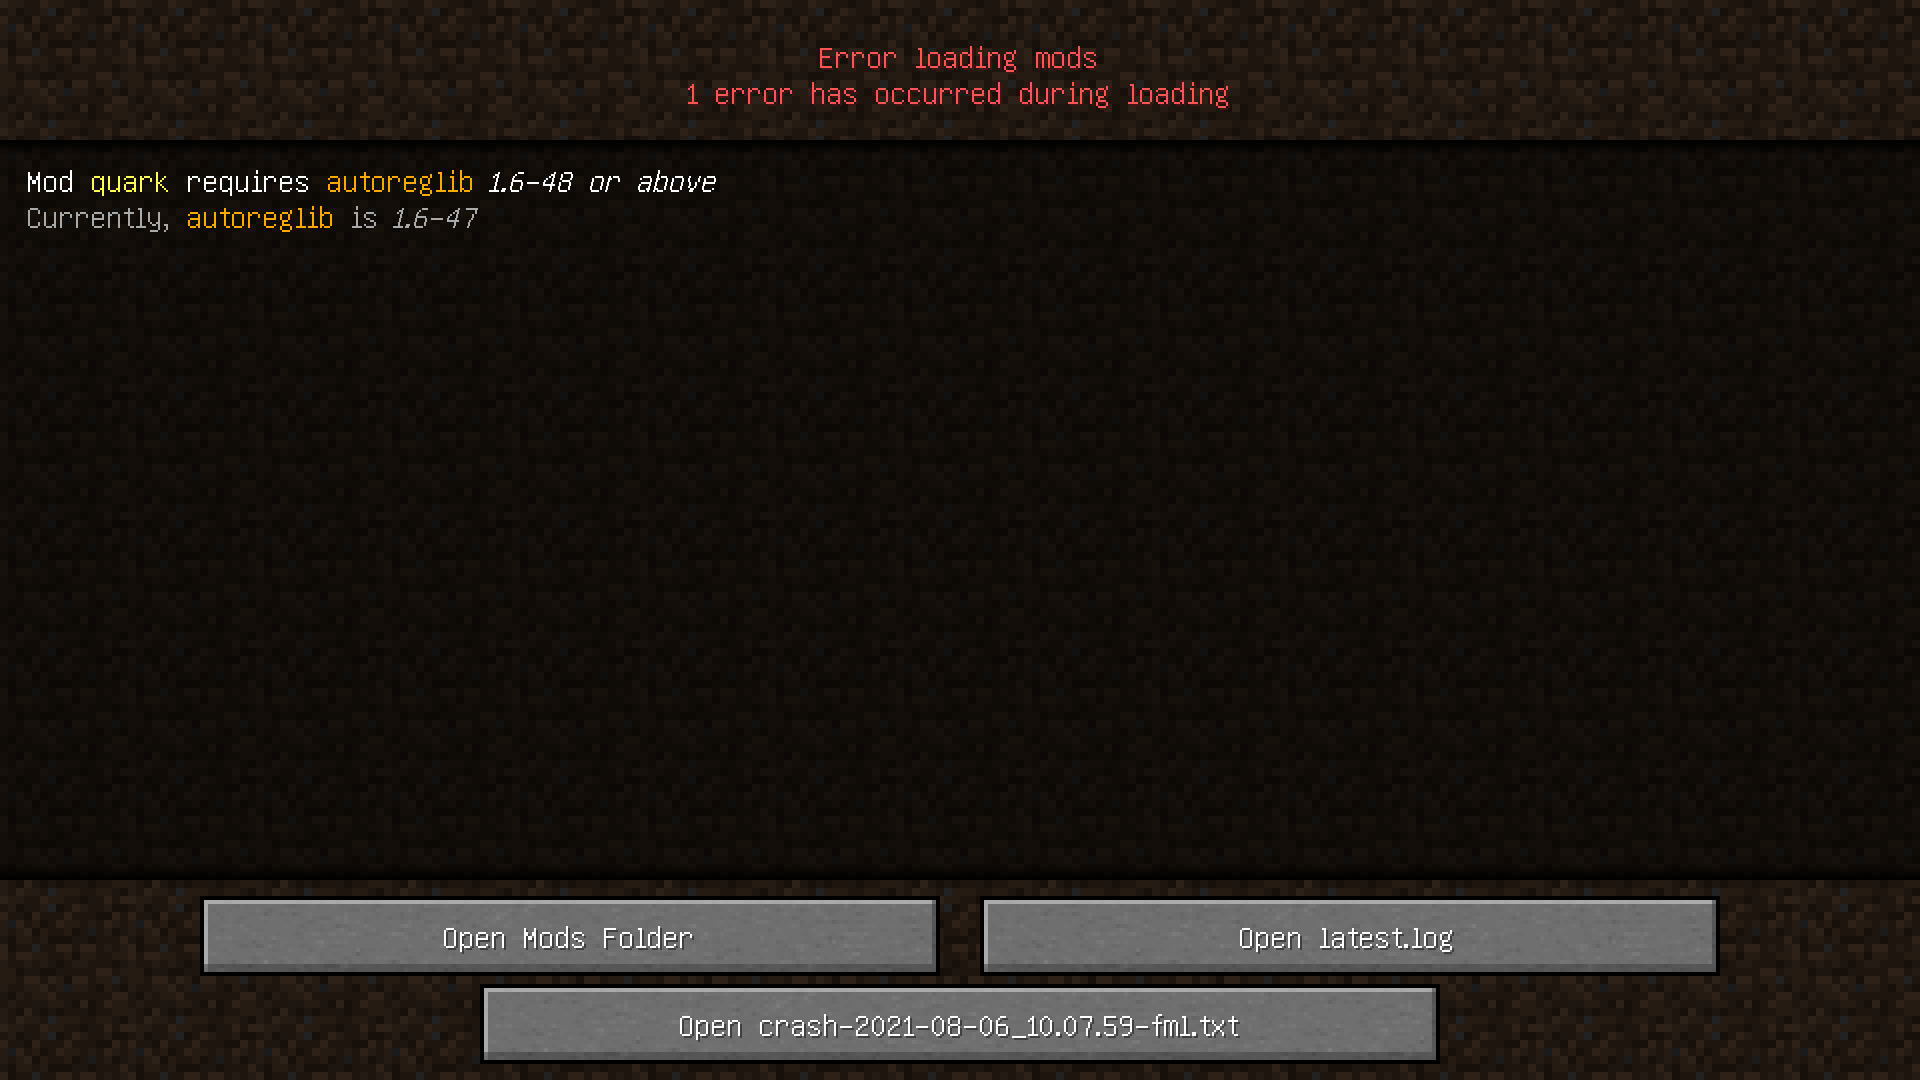 Error loading mods
1 error has occurred during loading
Mod quark requires autoreglib 1.6-48 or above
Currently, autoreglib is 1.6-47
Open Mods Folder
Open latest.log
Open crash-2021-08-06_10.07.59-fml.txt